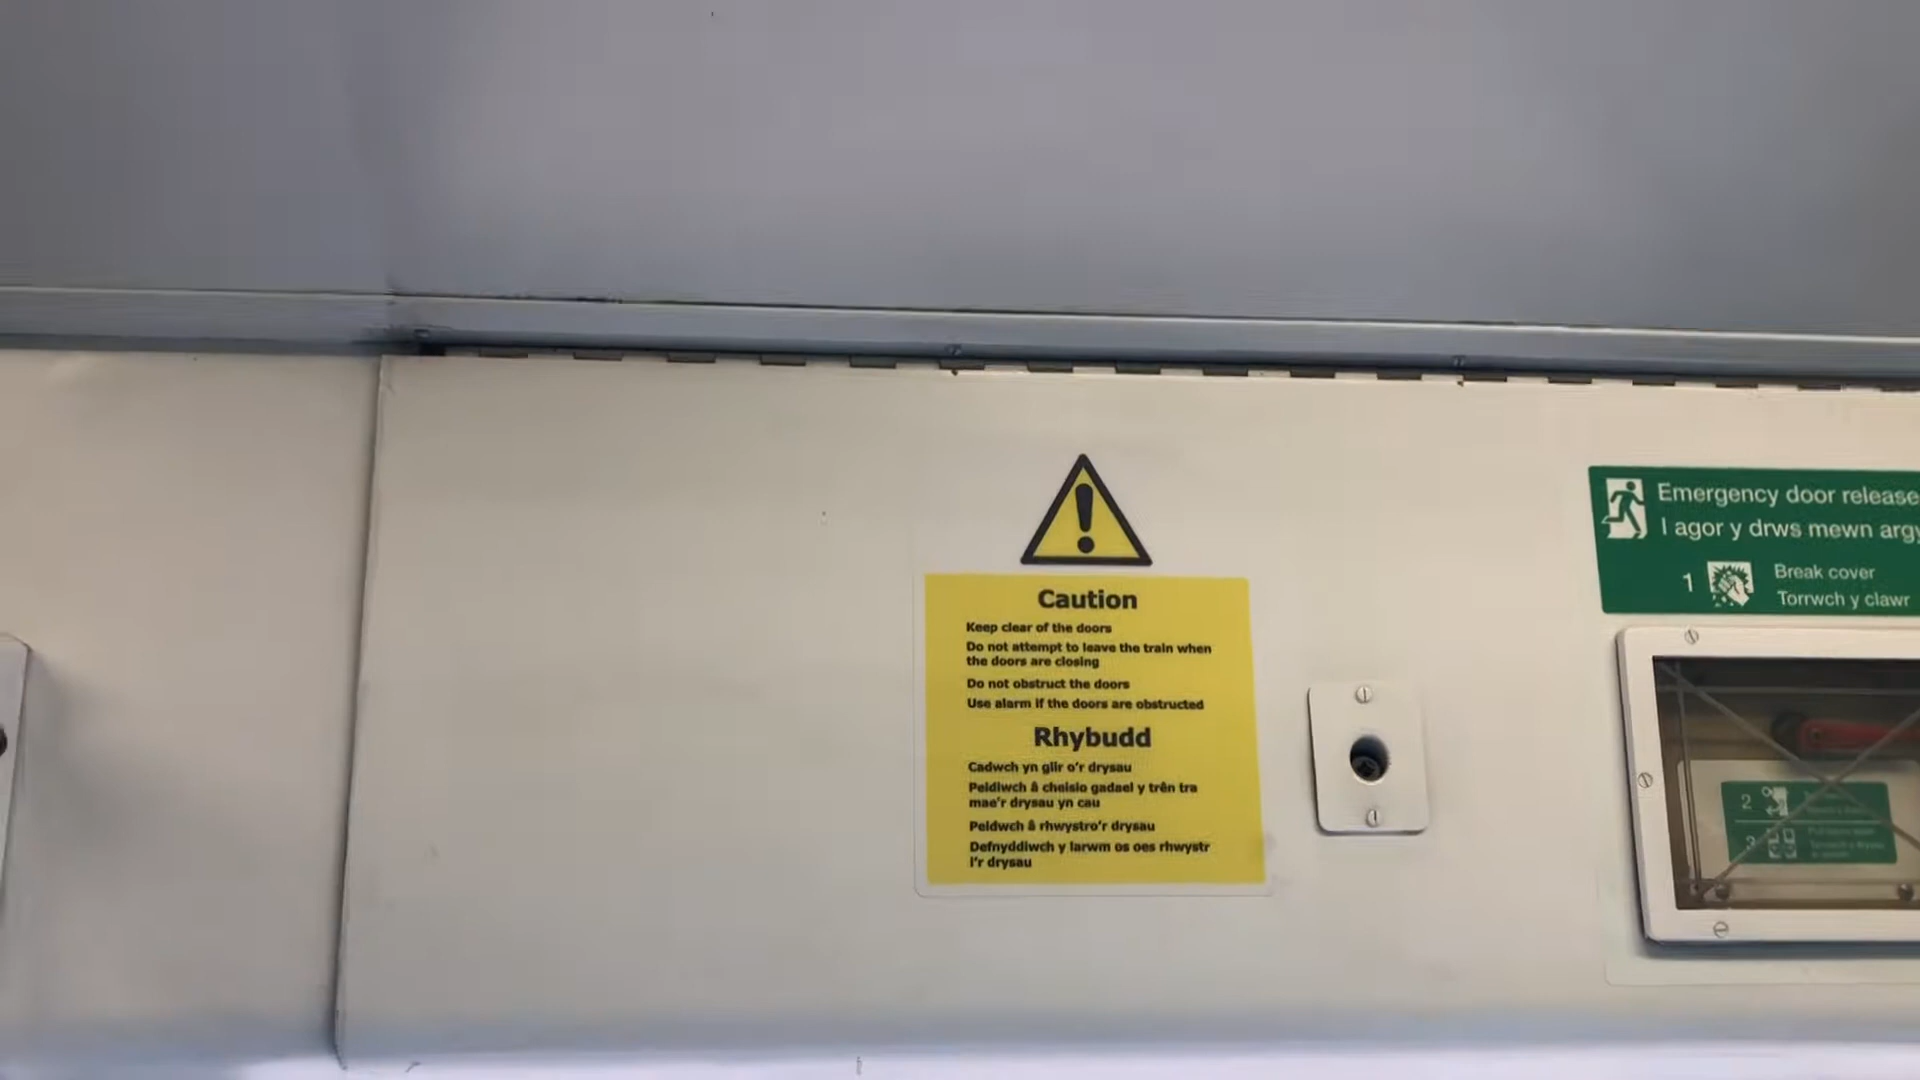 Caution
Keep clear of the doors
Do not attempt to leave the train when
the doors are closing
Do not obstruct the doors
Use alarm if the doors are obstructed
Rhybudd
Cadwch yn glir o'r drysau
Peidiwch â cheisio gadael y trên tra
mae'r drysau yn cau
Peidwch â rhwystro'r drysau
Defnyddiwch y larwm os oes rhwystr
i'r drysau
Emergency door release
I agor y drws mewn
1
Break cover
Torrwch y clawr
2
3